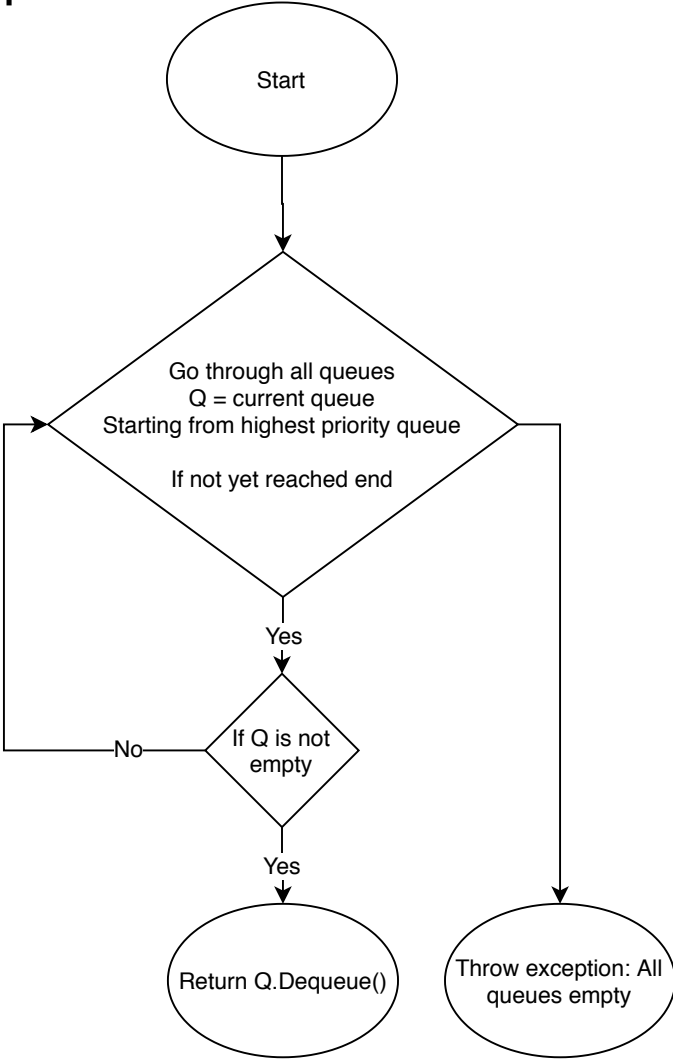 Start
Go through all queues
Q = current queue
Starting from highest priority queue
If not yet reached end
Yes
If Q is not
empty
No
Yes
Return Q.Dequeue()
Throw exception: All
queues empty